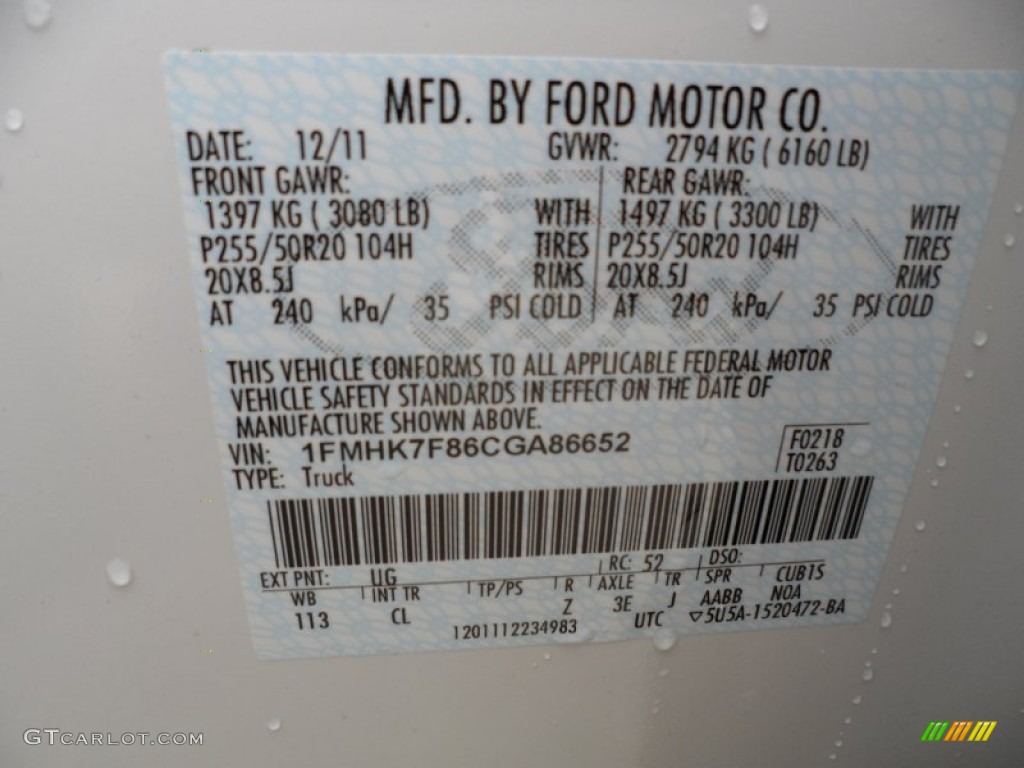 MFD. BY FORD MOTOR CO.
DATE: 12/11 GVWR: 2794 KG ( 6160 LB)
FRONT GAWR: REAR GAWR:
1397 KG ( 3080 LB) WITH 1497 KG ( 3300 LB) WITH
P255/50R20 104H TIRES P255/50R20 104H TIRES
20X8.5J RIMS 20X8.5J RIMS
AT 240 kPa/ 35 PSI COLD AT 240 kPa/ 35 PSI COLD
THIS VEHICLE CONFORMS TO ALL APPLICABLE FEDERAL MOTOR
VEHICLE SAFETY STANDARDS IN EFFECT ON THE DATE OF
MANUFACTURE SHOWN ABOVE.
VIN: 1FMHK7F86CGA86652 F0218
TYPE: Truck T0263
EXT PNT: UG RC: 52 DSO:
WB INT TR TP/PS R AXLE TR SPR CUB1S
113 CL Z 3E J AABB NOA
1201112234983 UTC ▽5U5A-1520472-BA
GTCARLOT.COM